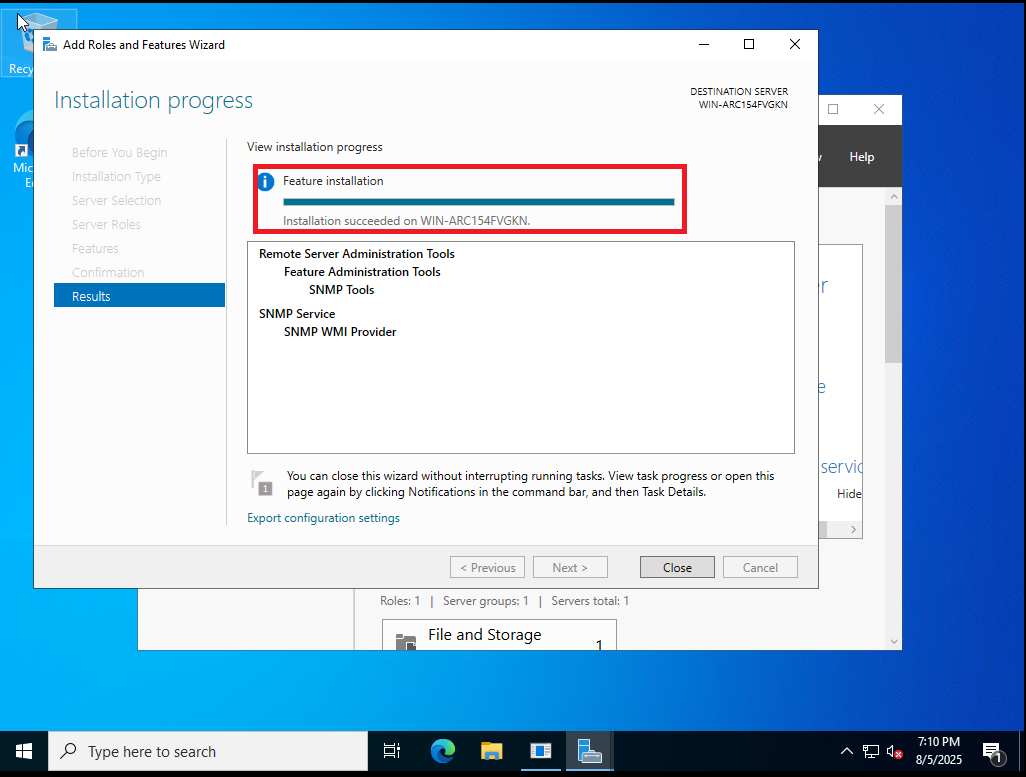 Recy
Add Roles and Features Wizard
Installation progress
DESTINATION SERVER
WIN-ARC154FVGKN
Before You Begin
Installation Type
Server Selection
Server Roles
Features
Confirmation
Results
View installation progress
Feature installation
Installation succeeded on WIN-ARC154FVGKN.
Remote Server Administration Tools
Feature Administration Tools
SNMP Tools
SNMP Service
SNMP WMI Provider
1
You can close this wizard without interrupting running tasks. View task progress or open this
page again by clicking Notifications in the command bar, and then Task Details.
Export configuration settings
< Previous
Next >
Close
Cancel
Mic
E
Help
r
e
servic
Hide
Roles: 1 | Server groups: 1 | Servers total: 1
File and Storage
1
Type here to search
7:10 PM
8/5/2025
1